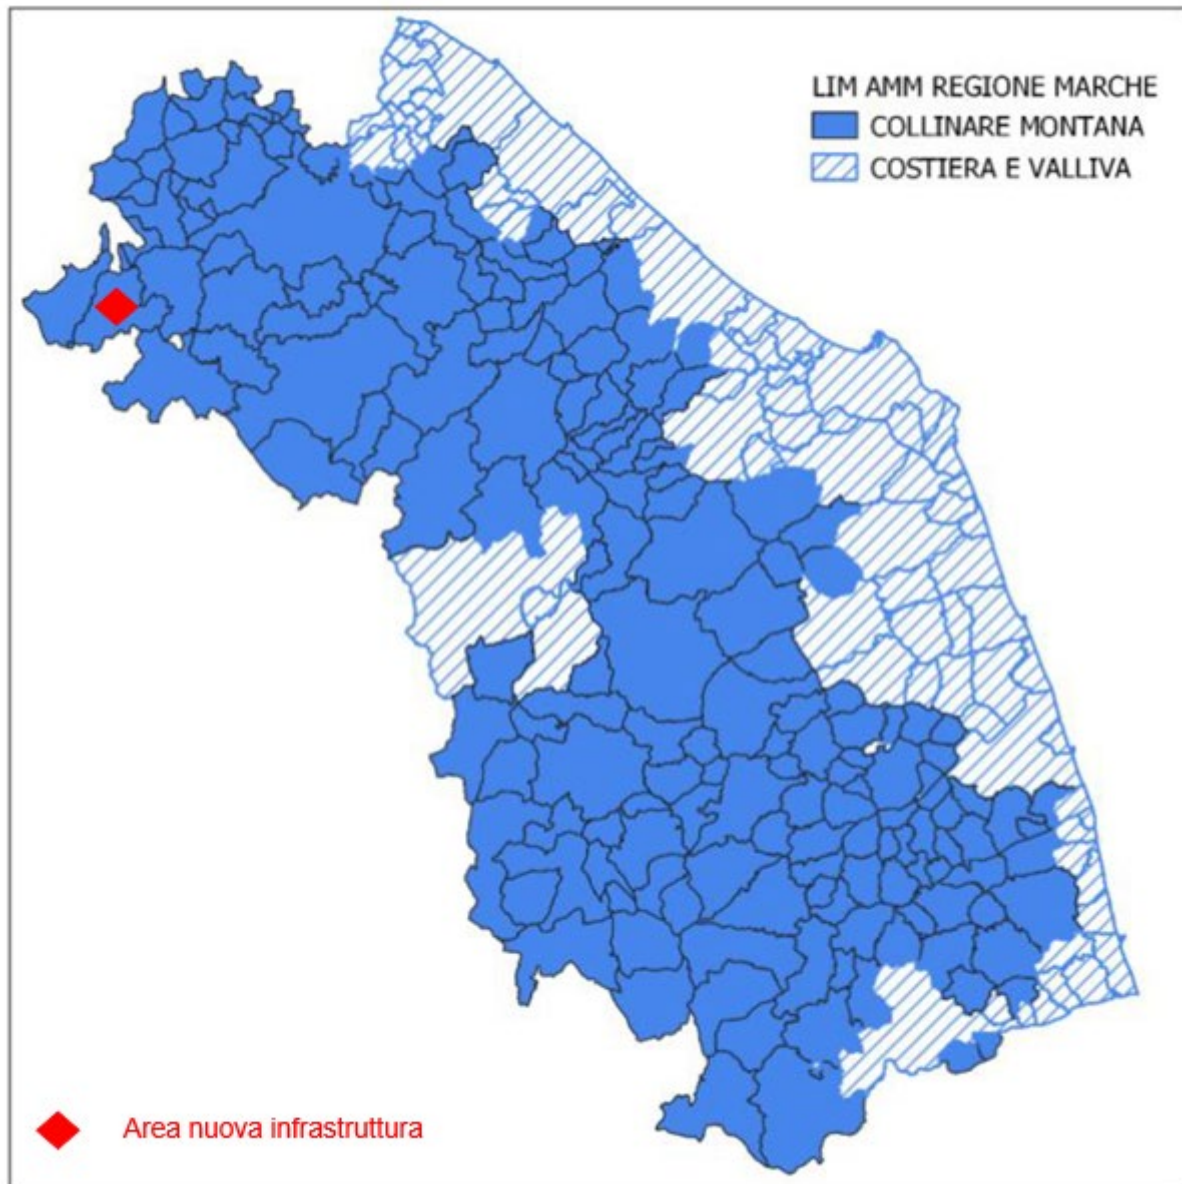 LIM AMM REGIONE MARCHE
COLLINARE MONTANA
COSTIERA E VALLIVA
Area nuova infrastruttura